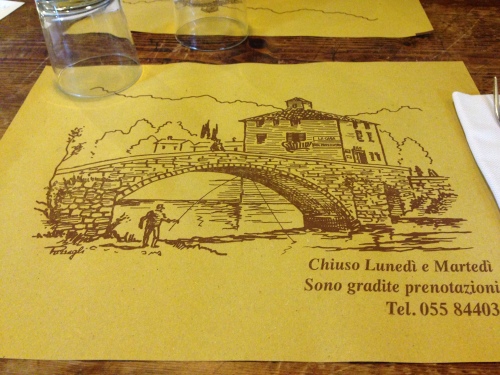 Chiuso Lunedì e Martedì
Sono gradite prenotazioni
Tel. 055 84403